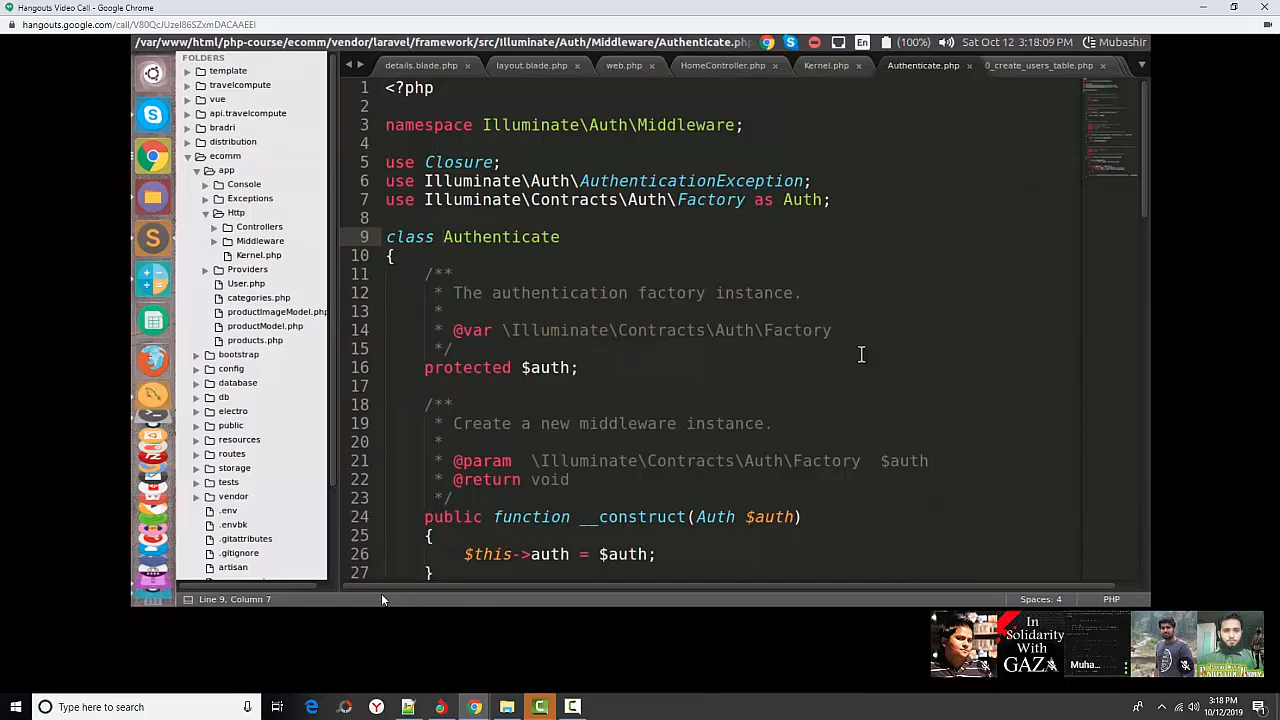 Hangouts Video Call - Google Chrome
hangouts.google.com/call/V80QcJUzel86SZxmDACAAEEI
/var/www/html/php-course/ecomm/vendor/laravel/framework/src/Illuminate/Auth/Middleware/Authenticate.php
En (100%) Sat Oct 12 3:18:09 PM Mubashir
FOLDERS
template
travelcompute
vue
api.travelcompute
bradri
distribution
ecomm
app
Console
Exceptions
Http
Controllers
Middleware
Kernel.php
Providers
User.php
categories.php
productImageModel.php
productModel.php
products.php
bootstrap
config
database
db
electro
public
resources
routes
storage
tests
vendor
.env
.envbk
.gitattributes
.gitignore
artisan
details.blade.php × layout.blade.php × web.php × HomeController.php × Kernel.php × Authenticate.php × 0_create_users_table.php ×
1 <?php
2
3 namespace Illuminate\Auth\Middleware;
4
5 use Closure;
6 use Illuminate\Auth\AuthenticationException;
7 use Illuminate\Contracts\Auth\Factory as Auth;
8
9 class Authenticate
10 {
11 /**
12 * The authentication factory instance.
13 *
14 * @var \Illuminate\Contracts\Auth\Factory
15 */
16 protected $auth;
17
18 /**
19 * Create a new middleware instance.
20 *
21 * @param \Illuminate\Contracts\Auth\Factory $auth
22 * @return void
23 */
24 public function __construct(Auth $auth)
25 {
26 $this->auth = $auth;
27 }
Line 9, Column 7
Spaces: 4 PHP
In
Solidarity
With
GAZA
Muha...
Type here to search
3:18 PM
10/12/2019